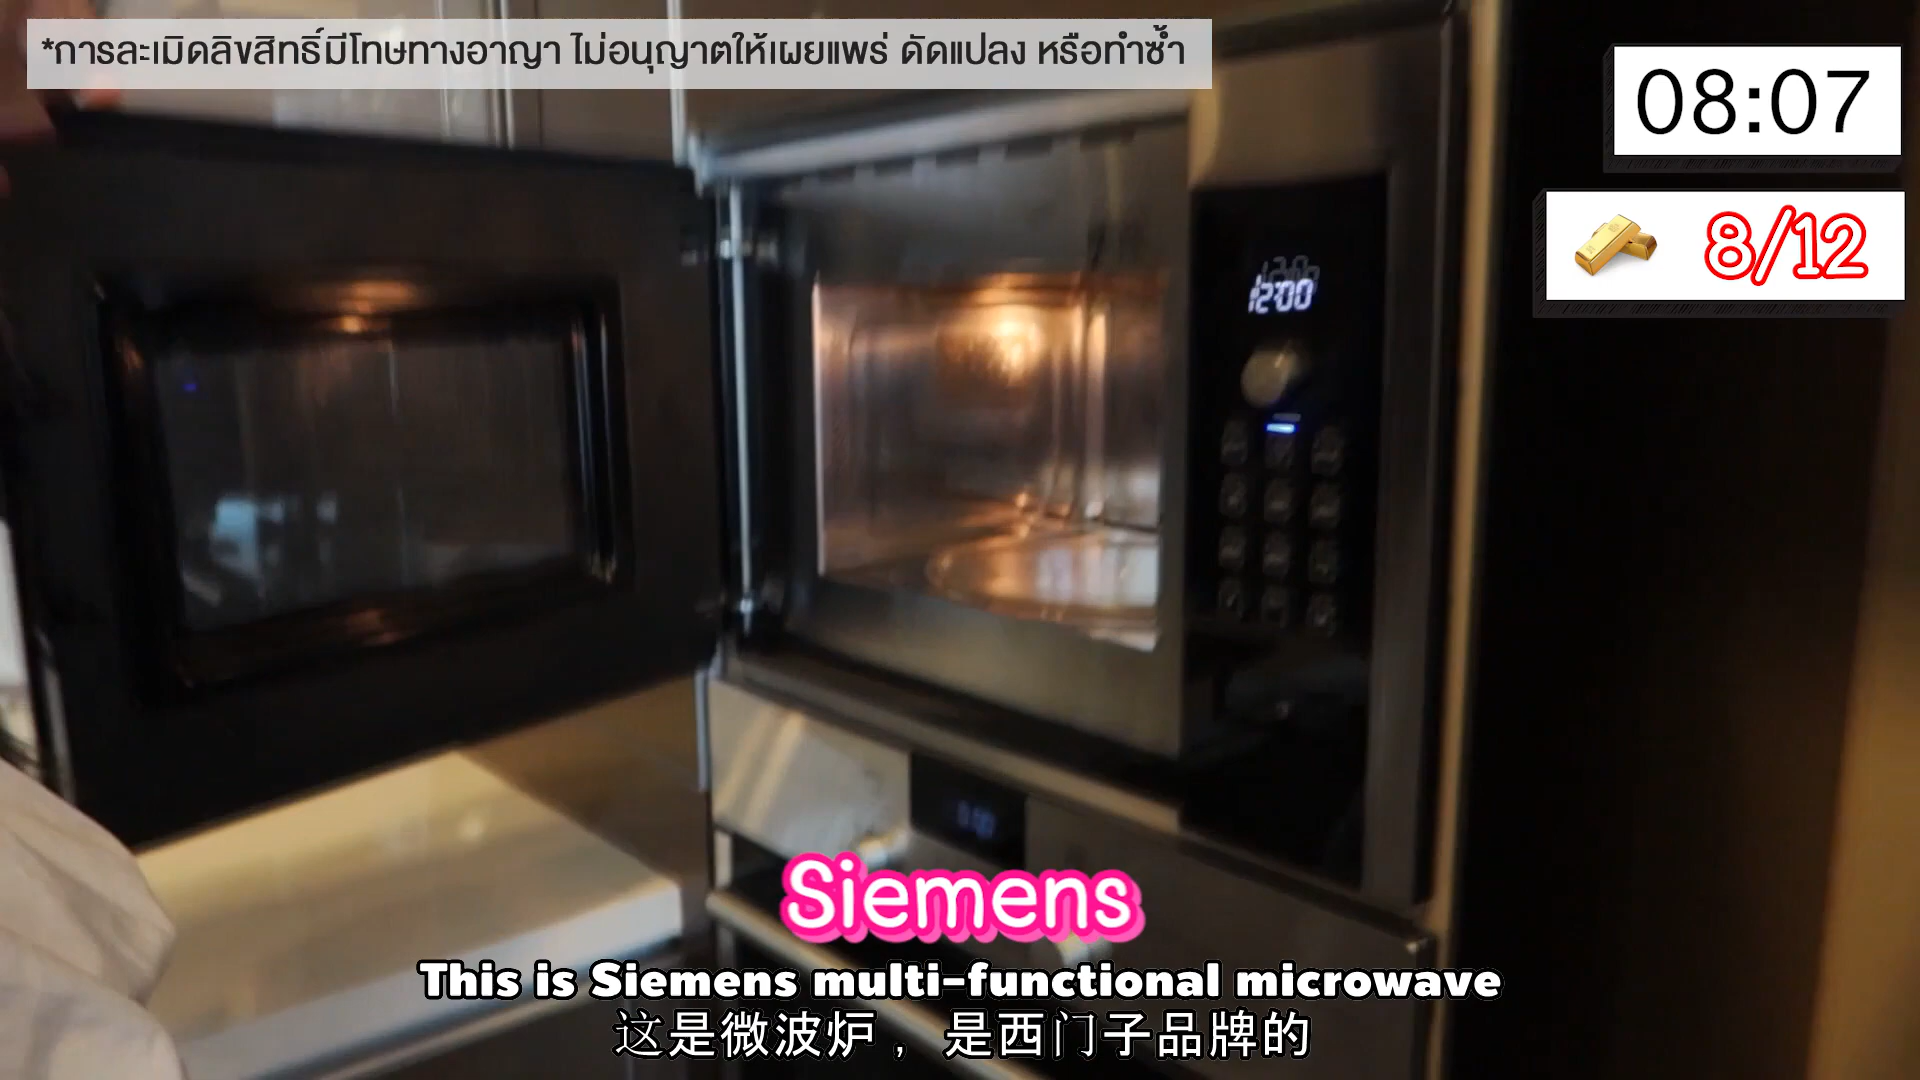 *การละเมิดลิขสิทธิ์มีโทษทางอาญา ไม่อนุญาตให้เผยแพร่ ดัดแปลง หรือทำซ้ำ
08:07
8/12
12:00
Siemens
This is Siemens multi-functional microwave
这是微波炉，是西门子品牌的